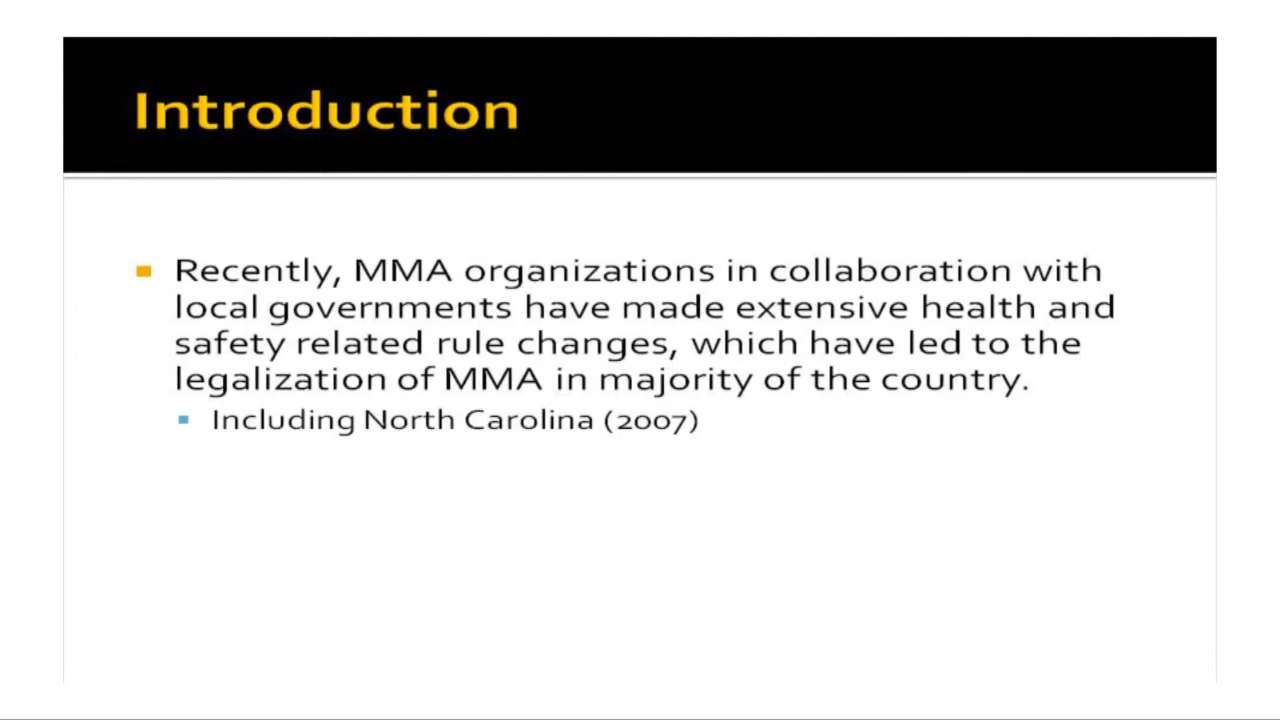 Introduction
Recently, MMA organizations in collaboration with
local governments have made extensive health and
safety related rule changes, which have led to the
legalization of MMA in majority of the country.
Including North Carolina (2007)